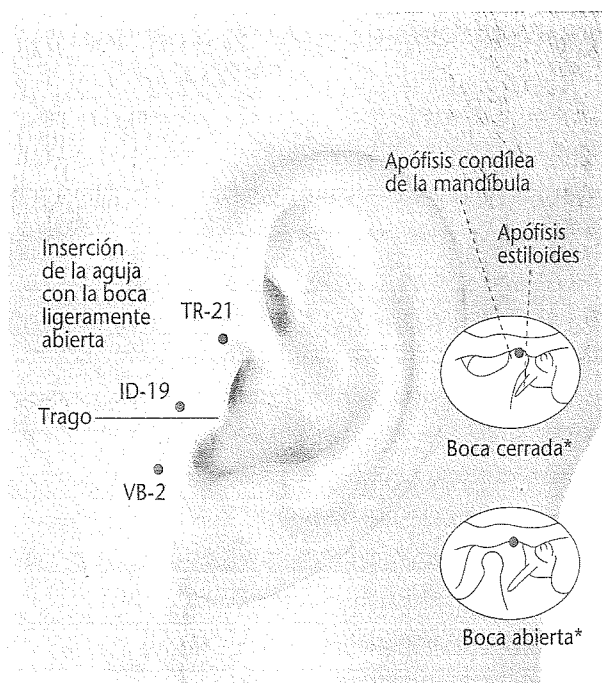 Apófisis condílea
de la mandíbula
Apófisis
estiloides
Inserción
de la aguja
con la boca
ligeramente
abierta
TR-21
ID-19
Trago
VB-2
Boca cerrada*
Boca abierta*